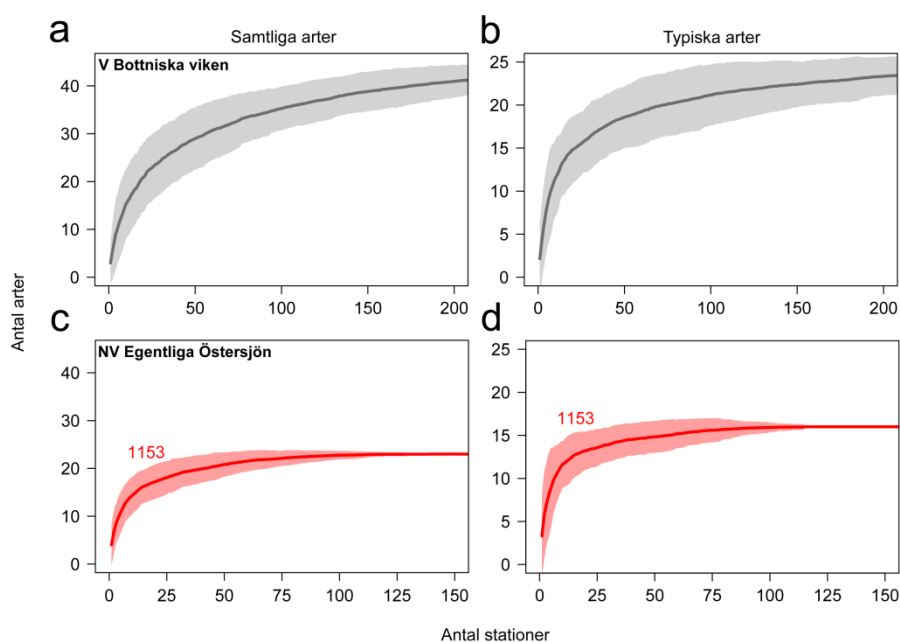 a
Samtliga arter
b
Typiska arter
V Bottniska viken
40
30
20
10
0
0 50 100 150 200
25
20
15
10
5
0
0 50 100 150 200
Antal arter
c
d
NV Egentliga Östersjön
1153
40
30
20
10
0
0 25 50 75 100 125 150
1153
25
20
15
10
5
0
0 25 50 75 100 125 150
Antal stationer